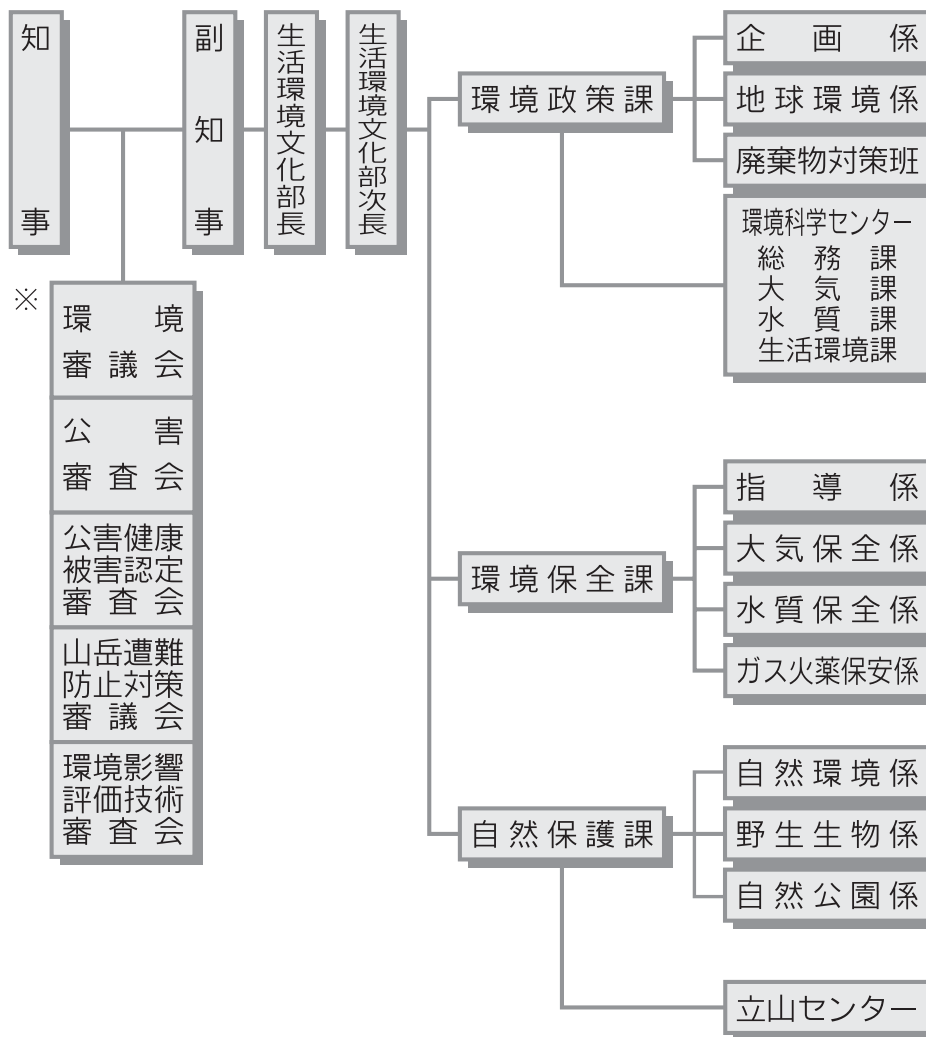 知事
副知事
生活環境文化部長
生活環境文化部次長
環境政策課
企画係
地球環境係
廃棄物対策班
環境科学センター
総務課
大気課
水質課
生活環境課
※
環境
審議会
公害
審査会
公害健康
被害認定
審査会
山岳遭難
防止対策
審議会
環境影響
評価技術
審査会
環境保全課
指導係
大気保全係
水質保全係
ガス火薬保安係
自然保護課
自然環境係
野生生物係
自然公園係
立山センター